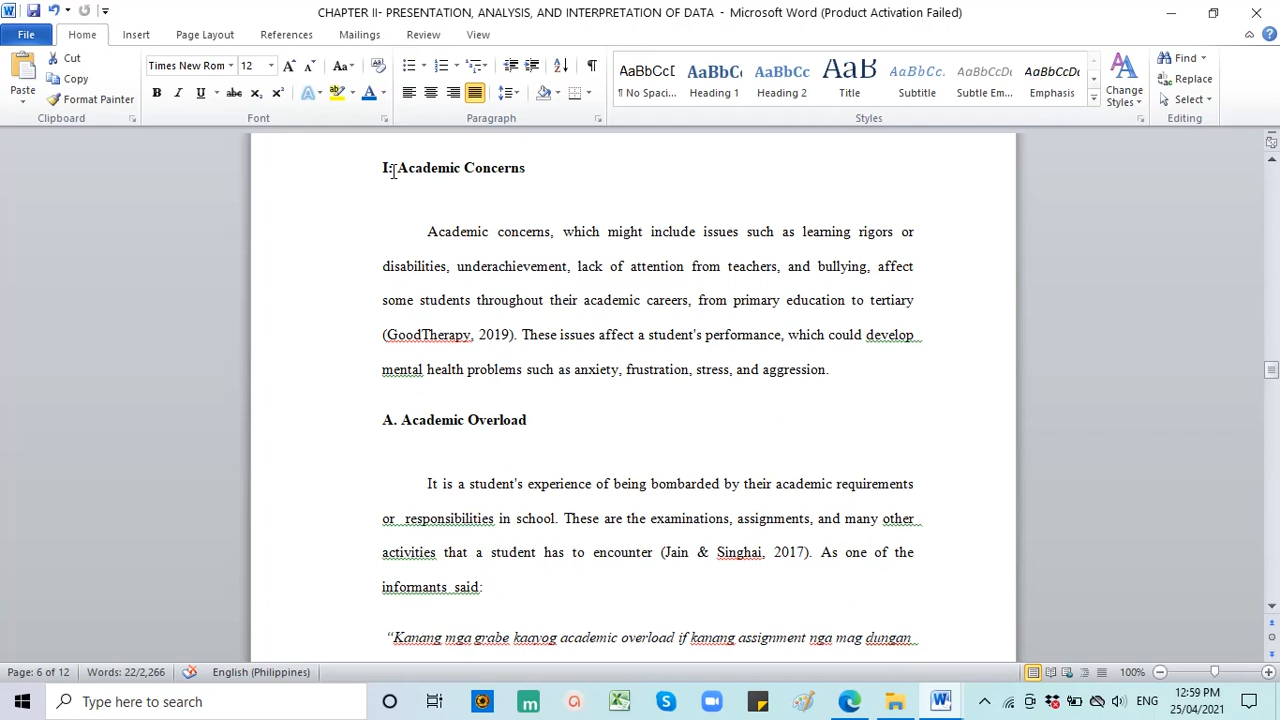 CHAPTER II- PRESENTATION, ANALYSIS, AND INTERPRETATION OF DATA - Microsoft Word (Product Activation Failed)
File Home Insert Page Layout References Mailings Review View
Paste Cut Copy Format Painter Clipboard
Times New Rom 12 Font
Paragraph
AaBbCcD ¶ No Spaci... AaBbC Heading 1 AaBbCc Heading 2 AaB Title AaBbCc. Subtitle AaBbCcDc Subtle Em... AaBbCcDc Emphasis Change Styles Styles
Find Replace Select Editing
I. Academic Concerns
Academic concerns, which might include issues such as learning rigors or
disabilities, underachievement, lack of attention from teachers, and bullying, affect
some students throughout their academic careers, from primary education to tertiary
(GoodTherapy, 2019). These issues affect a student's performance, which could develop
mental health problems such as anxiety, frustration, stress, and aggression.
A. Academic Overload
It is a student's experience of being bombarded by their academic requirements
or responsibilities in school. These are the examinations, assignments, and many other
activities that a student has to encounter (Jain & Singhai, 2017). As one of the
informants said:
“Kanang mga grabe kaayog academic overload if kanang assignment nga mag dungan
Page: 6 of 12 Words: 22/2,266 English (Philippines) 100%
Type here to search ENG 12:59 PM
25/04/2021